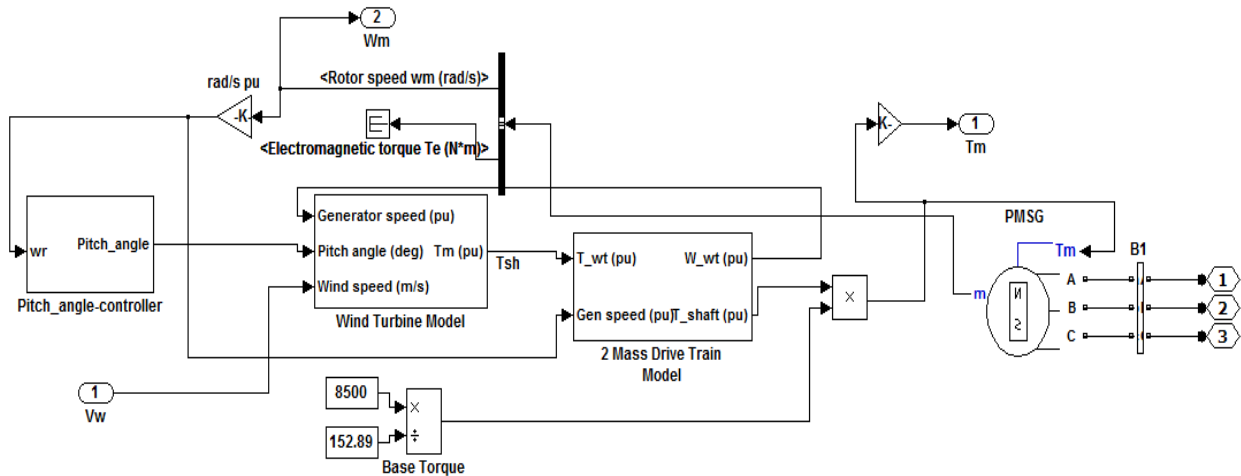 2
Wm
rad/s pu
<Rotor speed wm (rad/s)>
-K-
<Electromagnetic torque Te (N*m)>
K-
1
Tm
Generator speed (pu)
Pitch angle (deg)
Tm (pu)
Wind speed (m/s)
Wind Turbine Model
wr
Pitch_angle
Pitch_angle-controller
Tsh
T_wt (pu)
W_wt (pu)
Gen speed (pu)
T_shaft (pu)
2 Mass Drive Train
Model
×
PMSG
Tm
m
N
S
A
B
C
B1
1
2
3
1
Vw
8500
152.89
×
÷
Base Torque